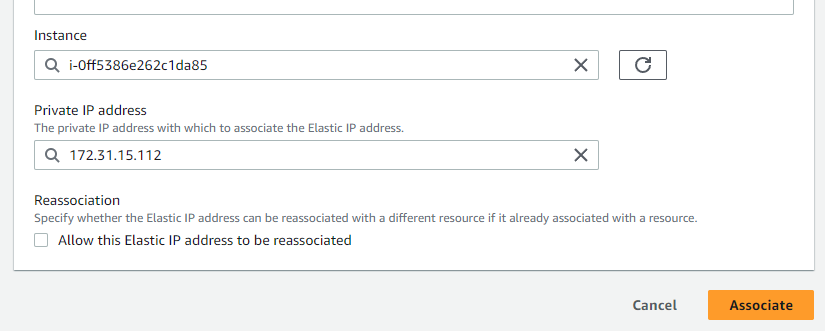 Instance
i-0ff5386e262c1da85
Private IP address
The private IP address with which to associate the Elastic IP address.
172.31.15.112
Reassociation
Specify whether the Elastic IP address can be reassociated with a different resource if it already associated with a resource.
Allow this Elastic IP address to be reassociated
Cancel
Associate